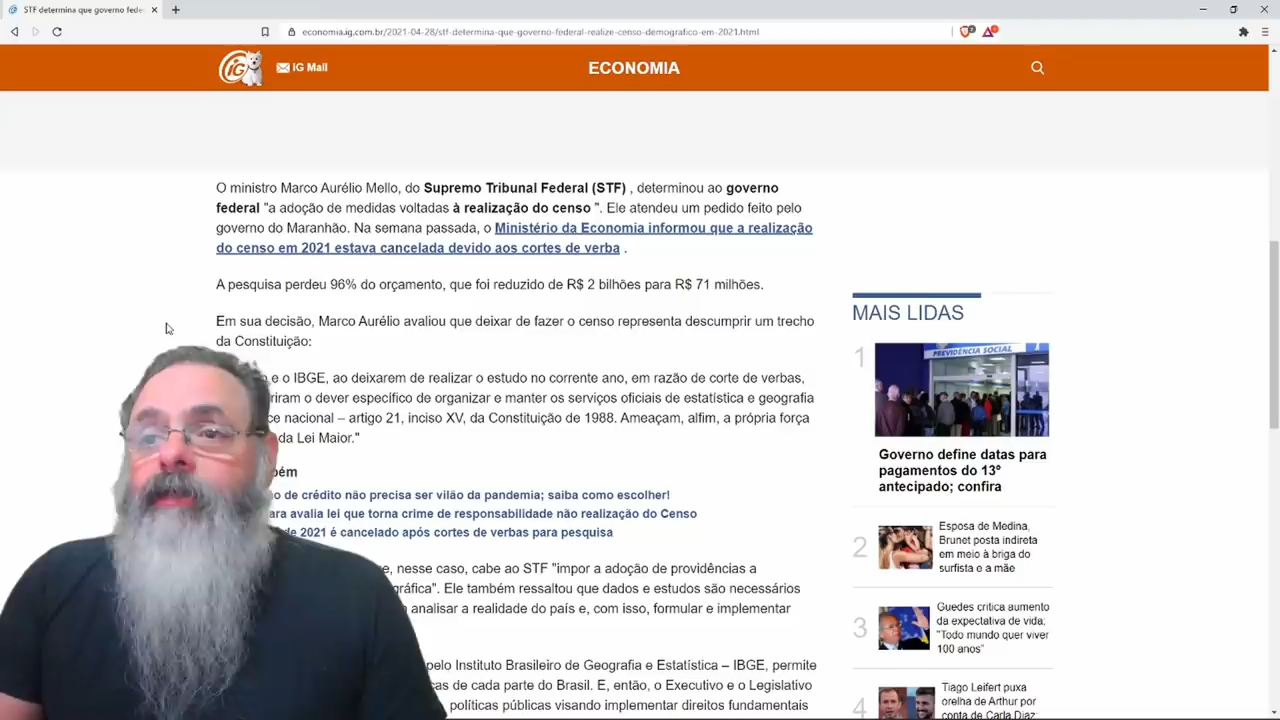 STF determina que governo fede
economia.ig.com.br/2021-04-28/stf-determina-que-governo-federal-realize-censo-demografico-em-2021.html
iG
iG Mail
ECONOMIA
O ministro Marco Aurélio Mello, do Supremo Tribunal Federal (STF) , determinou ao governo
federal "a adoção de medidas voltadas à realização do censo ". Ele atendeu um pedido feito pelo
governo do Maranhão. Na semana passada, o Ministério da Economia informou que a realização
do censo em 2021 estava cancelada devido aos cortes de verba .
A pesquisa perdeu 96% do orçamento, que foi reduzido de R$ 2 bilhões para R$ 71 milhões.
Em sua decisão, Marco Aurélio avaliou que deixar de fazer o censo representa descumprir um trecho
da Constituição:
e o IBGE, ao deixarem de realizar o estudo no corrente ano, em razão de corte de verbas,
o dever específico de organizar e manter os serviços oficiais de estatística e geografia
nacional – artigo 21, inciso XV, da Constituição de 1988. Ameaçam, alfim, a própria força
da Lei Maior."
de crédito não precisa ser vilão da pandemia; saiba como escolher!
avalia lei que torna crime de responsabilidade não realização do Censo
de 2021 é cancelado após cortes de verbas para pesquisa
nesse caso, cabe ao STF "impor a adoção de providências a
Ele também ressaltou que dados e estudos são necessários
analisar a realidade do país e, com isso, formular e implementar
pelo Instituto Brasileiro de Geografia e Estatística – IBGE, permite
de cada parte do Brasil. E, então, o Executivo e o Legislativo
políticas públicas visando implementar direitos fundamentais
MAIS LIDAS
1
PREVIDÊNCIA SOCIAL
Governo define datas para
pagamentos do 13º
antecipado; confira
2
Esposa de Medina,
Brunet posta indireta
em meio à briga do
surfista e a mãe
3
Guedes critica aumento
da expectativa de vida;
"Todo mundo quer viver
100 anos"
4
Tiago Leifert puxa
orelha de Arthur por
conta de Carla Diaz;